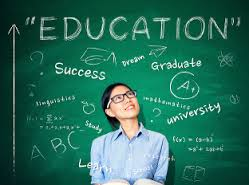 "EDUCATION"
Dream
Success
Graduate
A+
linguistics
mathematics
university
Study
ABC
Learn